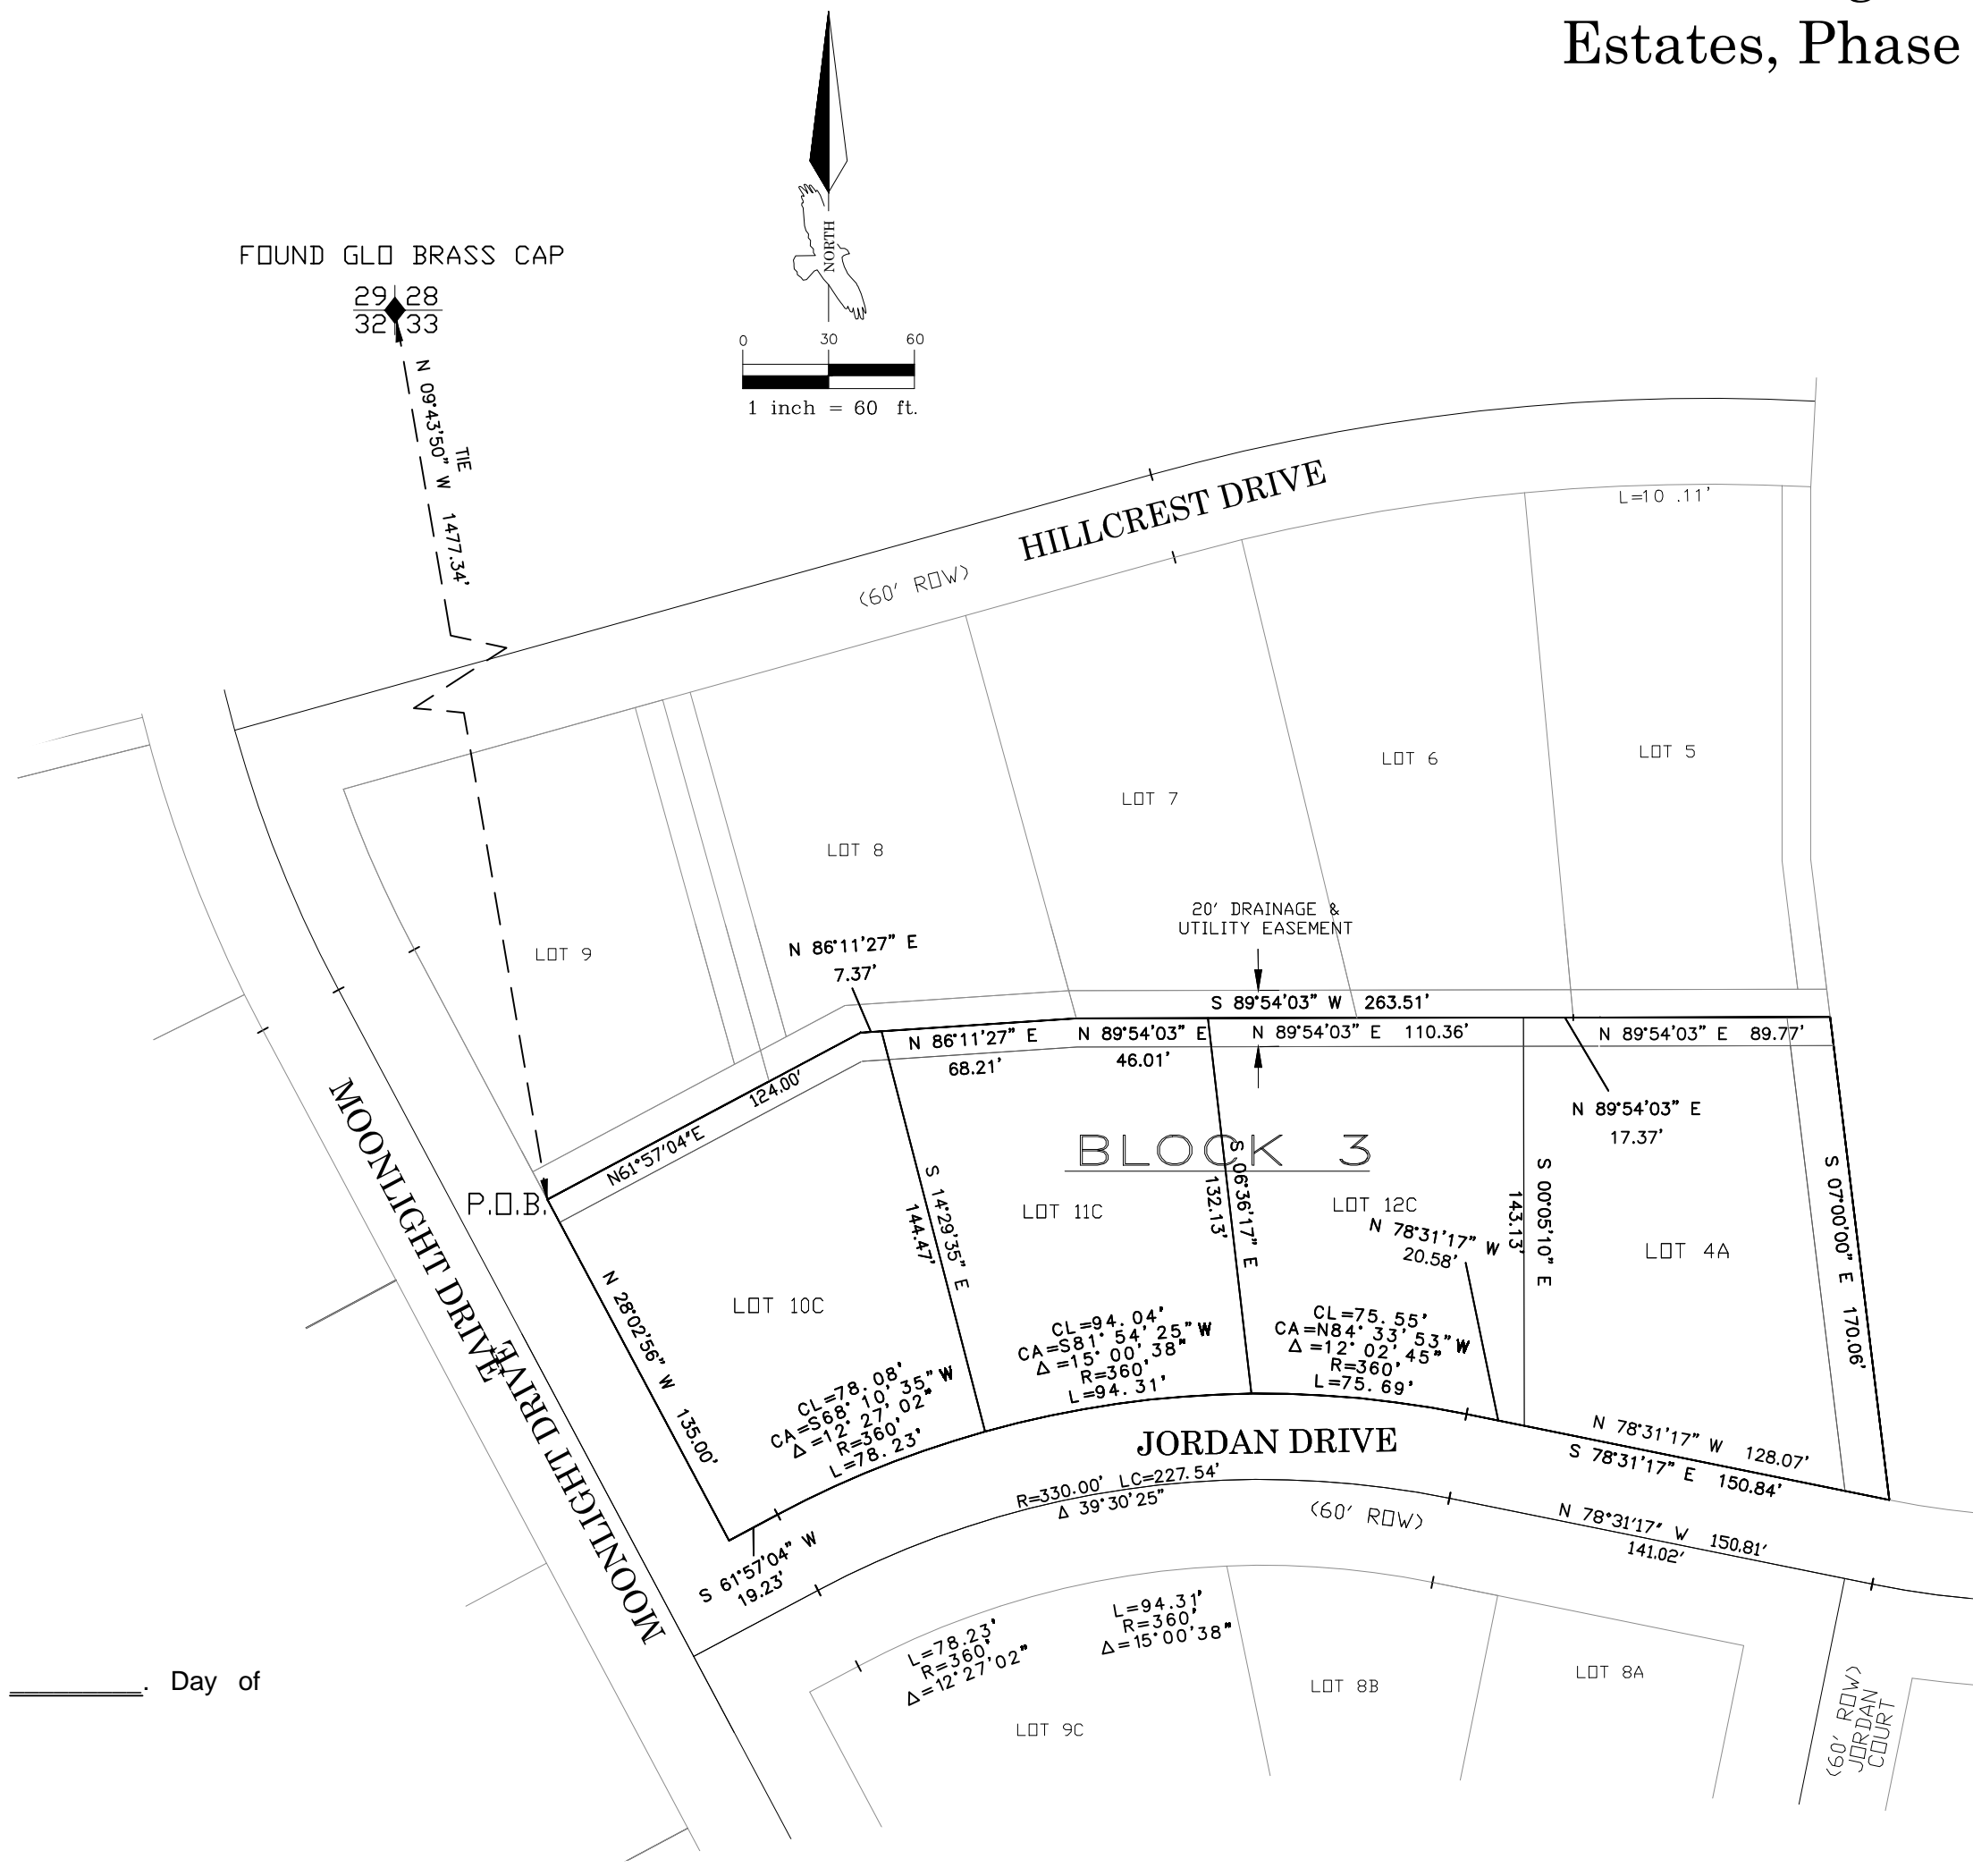 Estates, Phase
NORTH
FOUND GLO BRASS CAP
29 28
32 33
0 30 60
1 inch = 60 ft.
TIE
N 09°43'50" W 1477.34'
HILLCREST DRIVE
(60' ROW)
L=10 .11'
LOT 5
LOT 6
LOT 7
LOT 8
LOT 9
20' DRAINAGE &
UTILITY EASEMENT
N 86°11'27" E
7.37'
S 89°54'03" W 263.51'
N 86°11'27" E
68.21'
N 89°54'03" E
46.01'
N 89°54'03" E 110.36'
N 89°54'03" E 89.77'
N 89°54'03" E
17.37'
N61°57'04"E
124.00'
P.O.B.
BLOCK 3
S 14°29'35" E
144.47'
S 06°36'17" E
132.13'
S 00°05'10" E
143.13'
S 07°00'00" E 170.06'
LOT 11C
LOT 12C
N 78°31'17" W
20.58'
LOT 4A
LOT 10C
N 28°02'56" W 135.00'
MOONLIGHT DRIVE
MOONLIGHT DRIVE
CL=78.08'
CA=S68° 10' 35" W
Δ =12° 27' 02"
R=360'
L=78.23'
CL=94.04'
CA=S81° 54' 25" W
Δ =15° 00' 38"
R=360'
L=94.31'
CL=75.55'
CA=N84° 33' 53" W
Δ =12° 02' 45"
R=360'
L=75.69'
JORDAN DRIVE
R=330.00' LC=227.54'
Δ 39°30'25"
(60' ROW)
N 78°31'17" W 128.07'
S 78°31'17" E 150.84'
N 78°31'17" W 150.81'
141.02'
S 61°57'04" W
19.23'
L=78.23'
R=360'
Δ=12°27'02"
L=94.31'
R=360'
Δ=15°00'38"
LOT 9C
LOT 8B
LOT 8A
(60' ROW)
JORDAN
COURT
. Day of